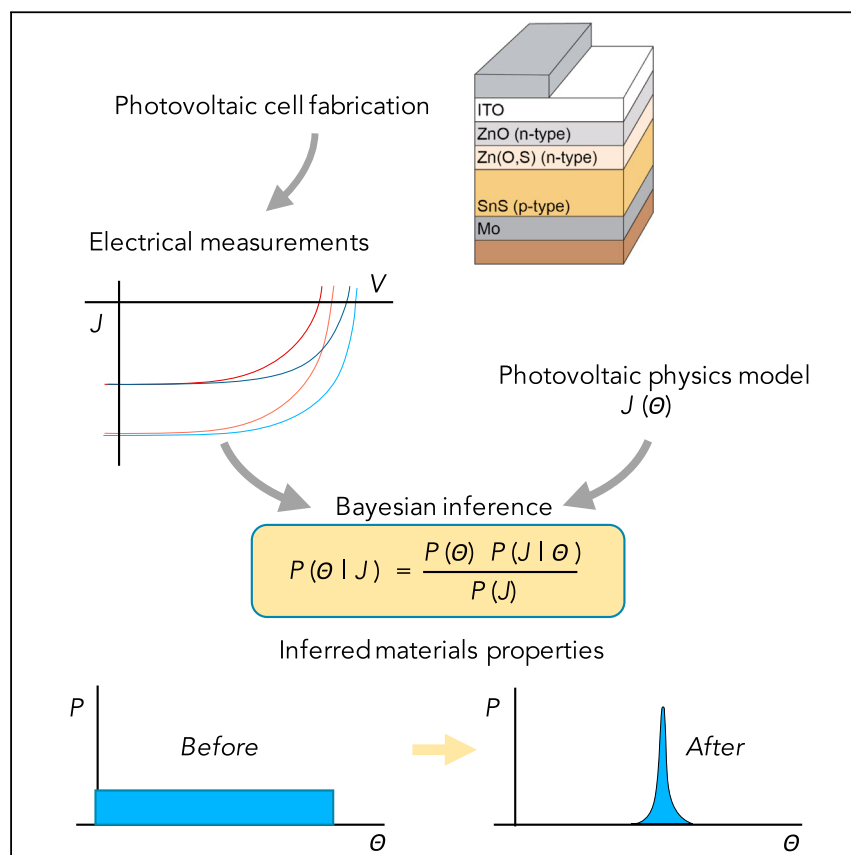 Photovoltaic cell fabrication
ITO
ZnO (n-type)
Zn(O,S) (n-type)
SnS (p-type)
Mo
Electrical measurements
V
J
Photovoltaic physics model
J (Θ)
Bayesian inference
P(Θ | J) = P(Θ) P(J | Θ) / P(J)
Inferred materials properties
P
Before
Θ
P
After
Θ